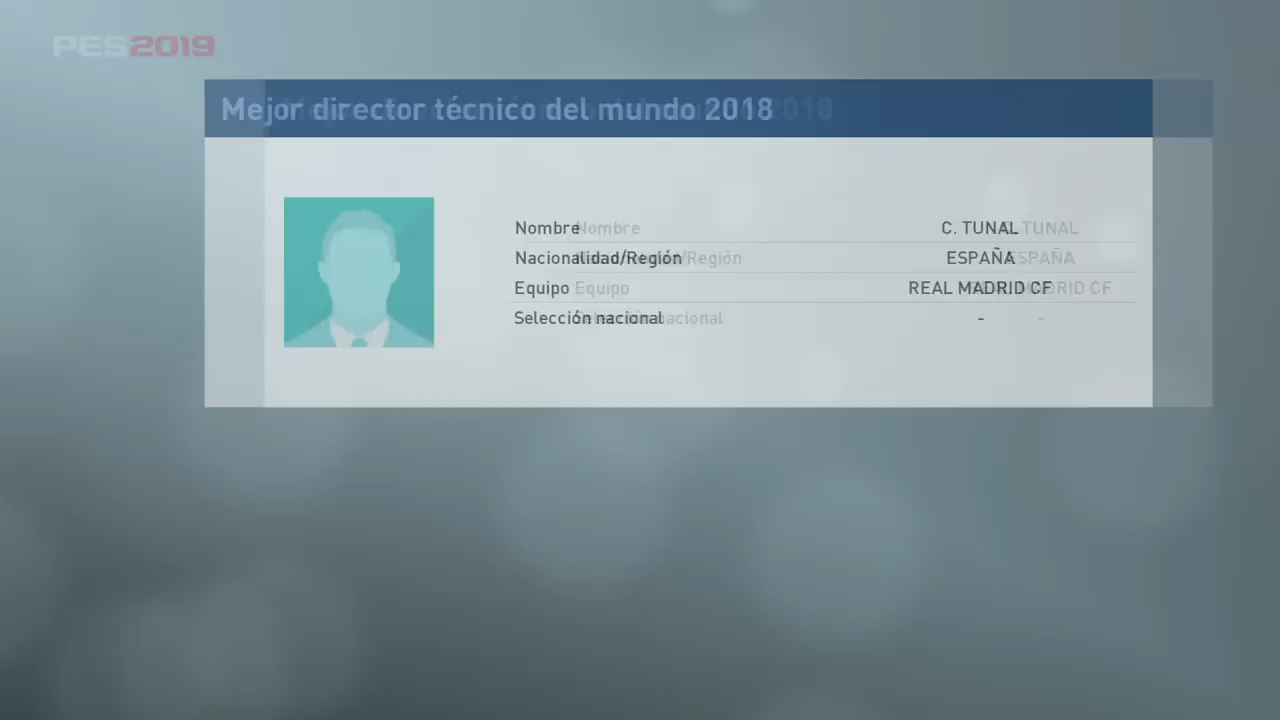 PES2019
Mejor director técnico del mundo 2018
Nombre C. TUNAL
Nacionalidad/Región ESPAÑA
Equipo REAL MADRID CF
Selección nacional -